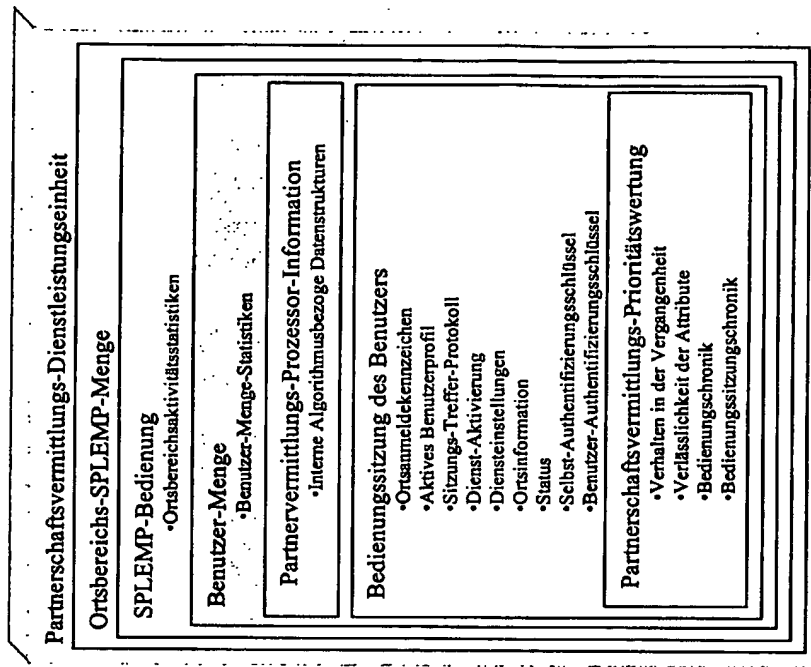 Partnerschaftsvermittlungs-Dienstleistungseinheit
Ortsbereichs-SPLEMP-Menge
SPLEMP-Bedienung
•Ortsbereichsaktivitätsstatistiken
Benutzer-Menge
•Benutzer-Menge-Statistiken
Partnervermittlungs-Prozessor-Information
•Interne Algorithmusbezoge Datenstrukturen
Bedienungssitzung des Benutzers
•Ortsanmeldekennzeichen
•Aktives Benutzerprofil
•Sitzungs-Treffer-Protokoll
•Dienst-Aktivierung
•Diensteinstellungen
•Ortsinformation
•Status
•Selbst-Authentifizierungsschlüssel
•Benutzer-Authentifizierungsschlüssel
Partnerschaftsvermittlungs-Prioritätswertung
•Verhalten in der Vergangenheit
•Verlässlichkeit der Attribute
•Bedienungschronik
•Bedienungssitzungschronik